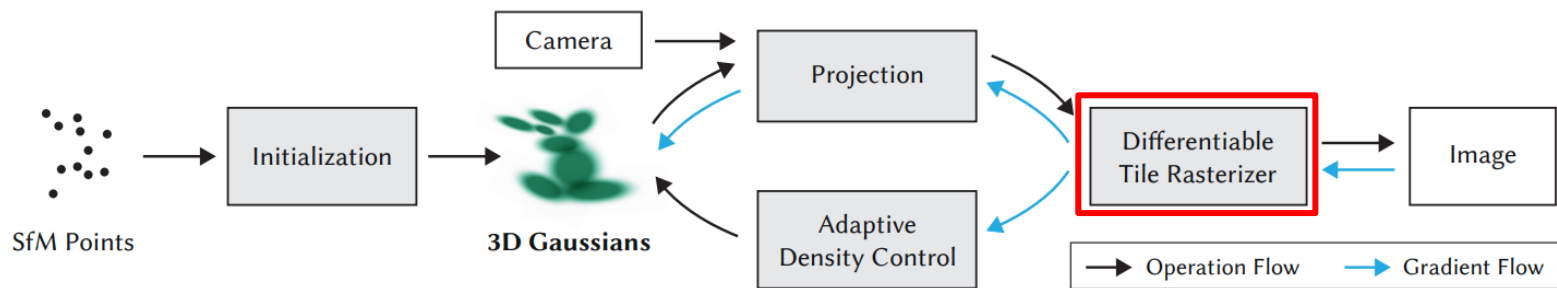 Camera
Projection
Initialization
Differentiable
Tile Rasterizer
Image
SfM Points
3D Gaussians
Adaptive
Density Control
Operation Flow
Gradient Flow